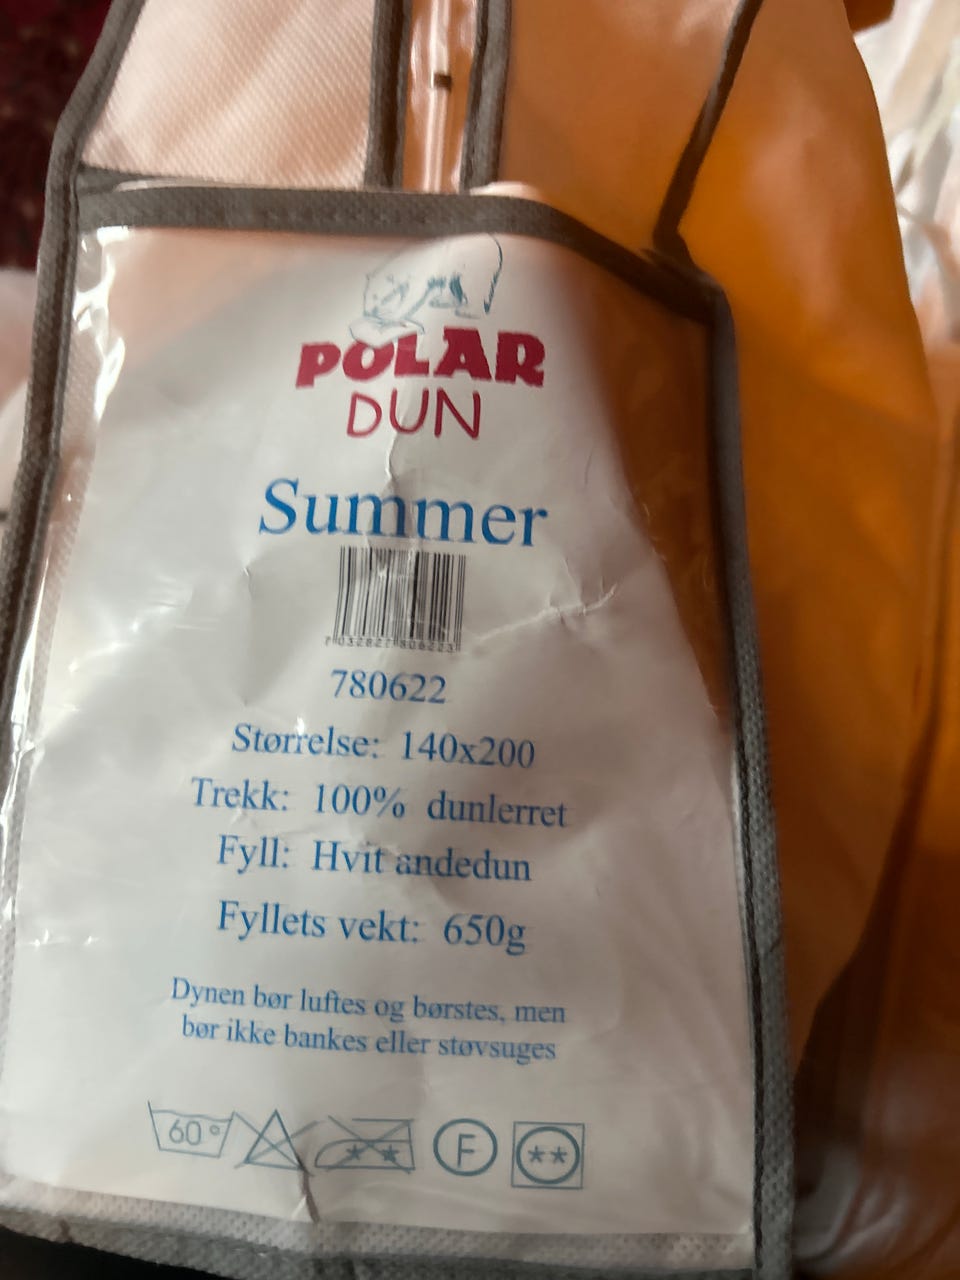 POLAR
DUN
Summer
780622
Størrelse: 140x200
Trekk: 100% dunlerret
Fyll: Hvit andedun
Fyllets vekt: 650g
Dynen bør luftes og børstes, men
bør ikke bankes eller støvsuges
60° F **